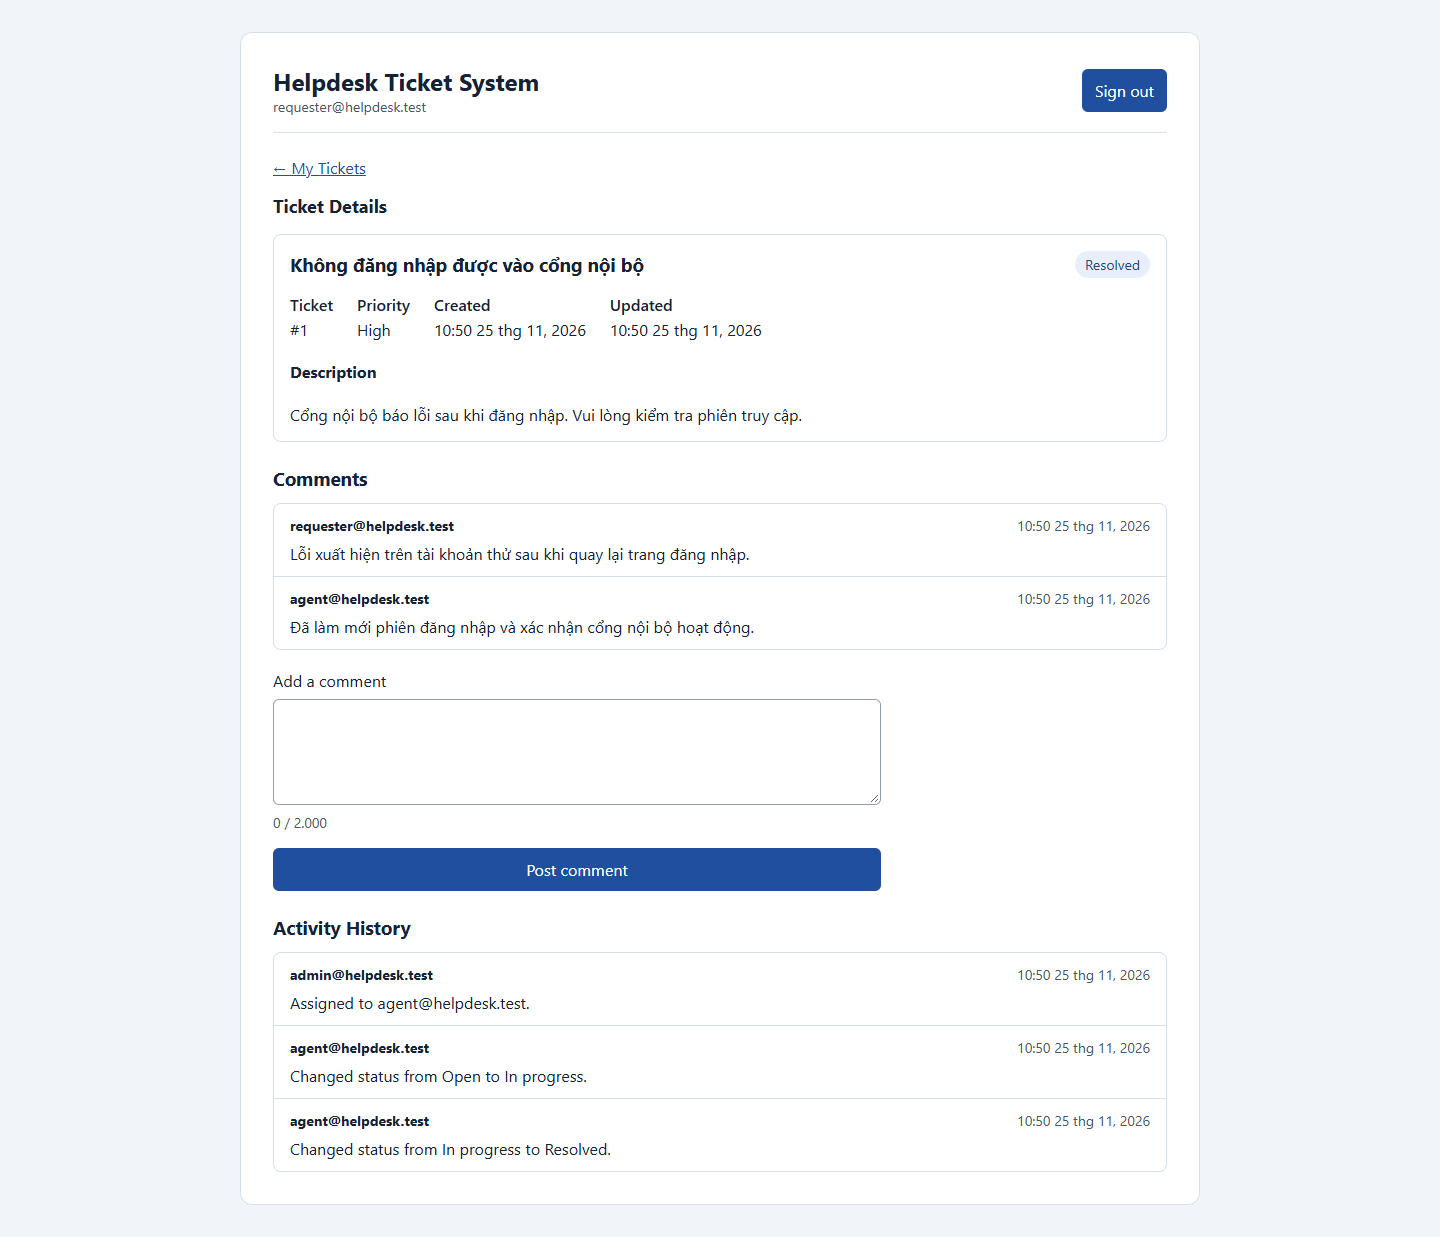 Helpdesk Ticket System
requester@helpdesk.test
Sign out
← My Tickets
Ticket Details
Không đăng nhập được vào cổng nội bộ
Resolved
Ticket Priority Created Updated
#1 High 10:50 25 thg 11, 2026 10:50 25 thg 11, 2026
Description
Cổng nội bộ báo lỗi sau khi đăng nhập. Vui lòng kiểm tra phiên truy cập.
Comments
requester@helpdesk.test 10:50 25 thg 11, 2026
Lỗi xuất hiện trên tài khoản thử sau khi quay lại trang đăng nhập.
agent@helpdesk.test 10:50 25 thg 11, 2026
Đã làm mới phiên đăng nhập và xác nhận cổng nội bộ hoạt động.
Add a comment
0 / 2.000
Post comment
Activity History
admin@helpdesk.test 10:50 25 thg 11, 2026
Assigned to agent@helpdesk.test.
agent@helpdesk.test 10:50 25 thg 11, 2026
Changed status from Open to In progress.
agent@helpdesk.test 10:50 25 thg 11, 2026
Changed status from In progress to Resolved.